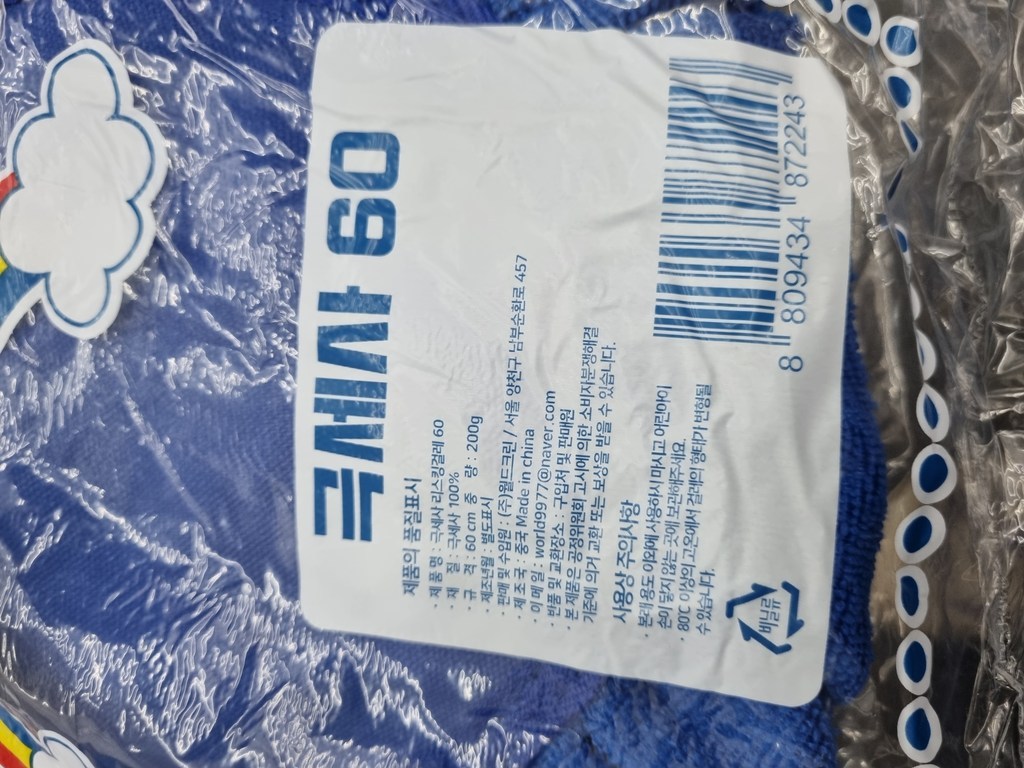 극세사 60
제품의 품질표시
· 제품명 : 극세사 리스킹걸레 60
· 재 질 : 극세사 100%
· 규 격 : 60 cm 중 량 : 200g
· 제조년월 : 별도표시
· 판매 및 수입원 : (주)월드크린 / 서울 양천구 남부순환로 457
· 제 조 국 : 중국 Made in china
· 이 메 일 : world9977@naver.com
· 반품 및 교환장소 : 구입처 및 판매원
· 본 제품은 공정위원회 고시에 의한 소비자분쟁해결
기준에 의거 교환 또는 보상을 받을 수 있습니다.
사용상 주의사항
· 본래 용도 이외에 사용하지 마시고 어린아이
손이 닿지 않는 곳에 보관해주세요.
· 80℃ 이상의 고온에서 걸레의 형태가 변형될
수 있습니다.
비닐류
8 809434 872243